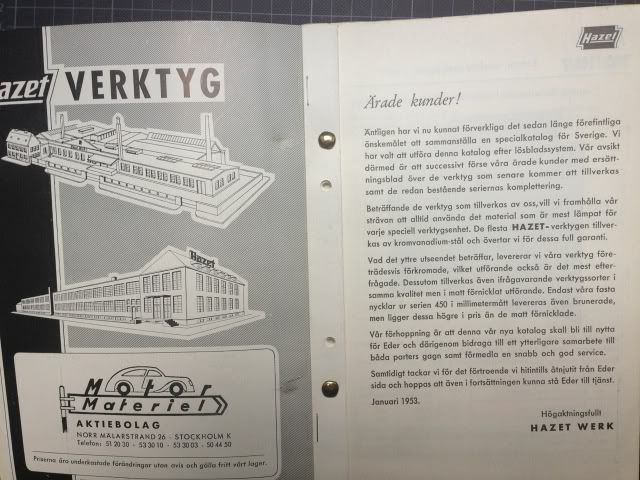 Hazet VERKTYG
Hazet
Motor
Materiel
AKTIEBOLAG
NORR MÄLARSTRAND 26 - STOCKHOLM K
Telefon: 51 20 30 - 53 30 10 - 53 30 03 - 50 44 50
Priserna äro underkastade förändringar utan avis och gälla fritt vårt lager.
Hazet
Ärade kunder!
Äntligen har vi nu kunnat förverkliga det sedan länge förefintliga
önskemålet att sammanställa en specialkatalog för Sverige. Vi
har valt att utföra denna katalog efter lösbladssystem. Vår avsikt
därmed är att successivt förse våra ärade kunder med ersätt-
ningsblad över de verktyg som senare kommer att tillverkas
samt de redan bestående seriernas komplettering.
Beträffande de verktyg som tillverkas av oss, vill vi framhålla vår
strävan att alltid använda det material som är mest lämpat för
varje speciell verktygsenhet. De flesta HAZET-verktygen tillver-
kas av kromvanadium-stål och övertar vi för dessa full garanti.
Vad det yttre utseendet beträffar, levererar vi våra verktyg före-
trädesvis förkromade, vilket utförande också är det mest efter-
frågade. Dessutom tillverkas även ifrågavarande verktygssorter i
samma kvalitet men i matt förnicklat utförande. Endast våra fasta
nycklar ur serien 450 i millimetermått levereras även brunerade,
men ligger dessa högre i pris än de matt förnicklade.
Vår förhoppning är att denna vår nya katalog skall bli till nytta
för Eder och därigenom bidraga till ett ytterligare samarbete till
båda parters gagn samt förmedla en snabb och god service.
Samtidigt tackar vi för det förtroende vi hitintills åtnjutit från Eder
sida och hoppas att även i fortsättningen kunna stå Eder till tjänst.
Januari 1953.
Högaktningsfullt
HAZET WERK